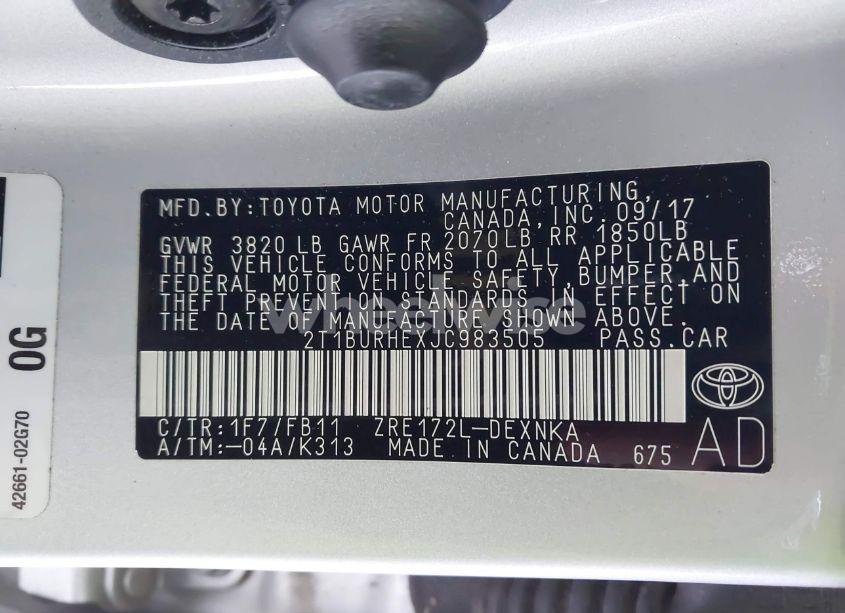 MFD.BY:TOYOTA MOTOR MANUFACTURING,
CANADA, INC. 09/17
GVWR 3820 LB GAWR FR 2070LB RR 1850LB
THIS VEHICLE CONFORMS TO ALL APPLICABLE
FEDERAL MOTOR VEHICLE SAFETY, BUMPER, AND
THEFT PREVENTION STANDARDS IN EFFECT ON
THE DATE OF MANUFACTURE SHOWN ABOVE.
2T1BURHEXJC983505 PASS.CAR
C/TR:1F7/FB11 ZRE172L-DEXNKA
A/TM:-04A/K313 MADE IN CANADA 675
AD
wheelwise
0G
42661-02G70